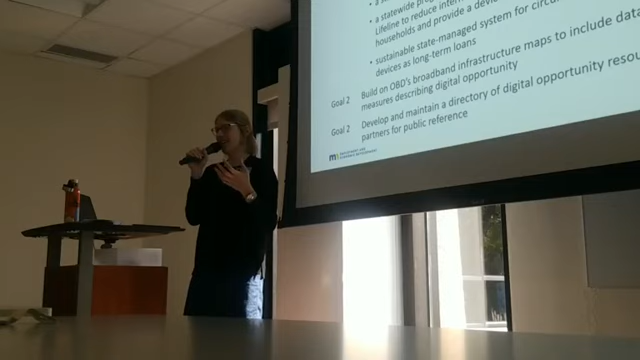 • a statewide
Lifeline to reduce inter
households and provide a devi
• sustainable state-managed system for circu
devices as long-term loans
Goal 2 Build on OBD's broadband infrastructure maps to include data
measures describing digital opportunity
Goal 2 Develop and maintain a directory of digital opportunity resou
partners for public reference